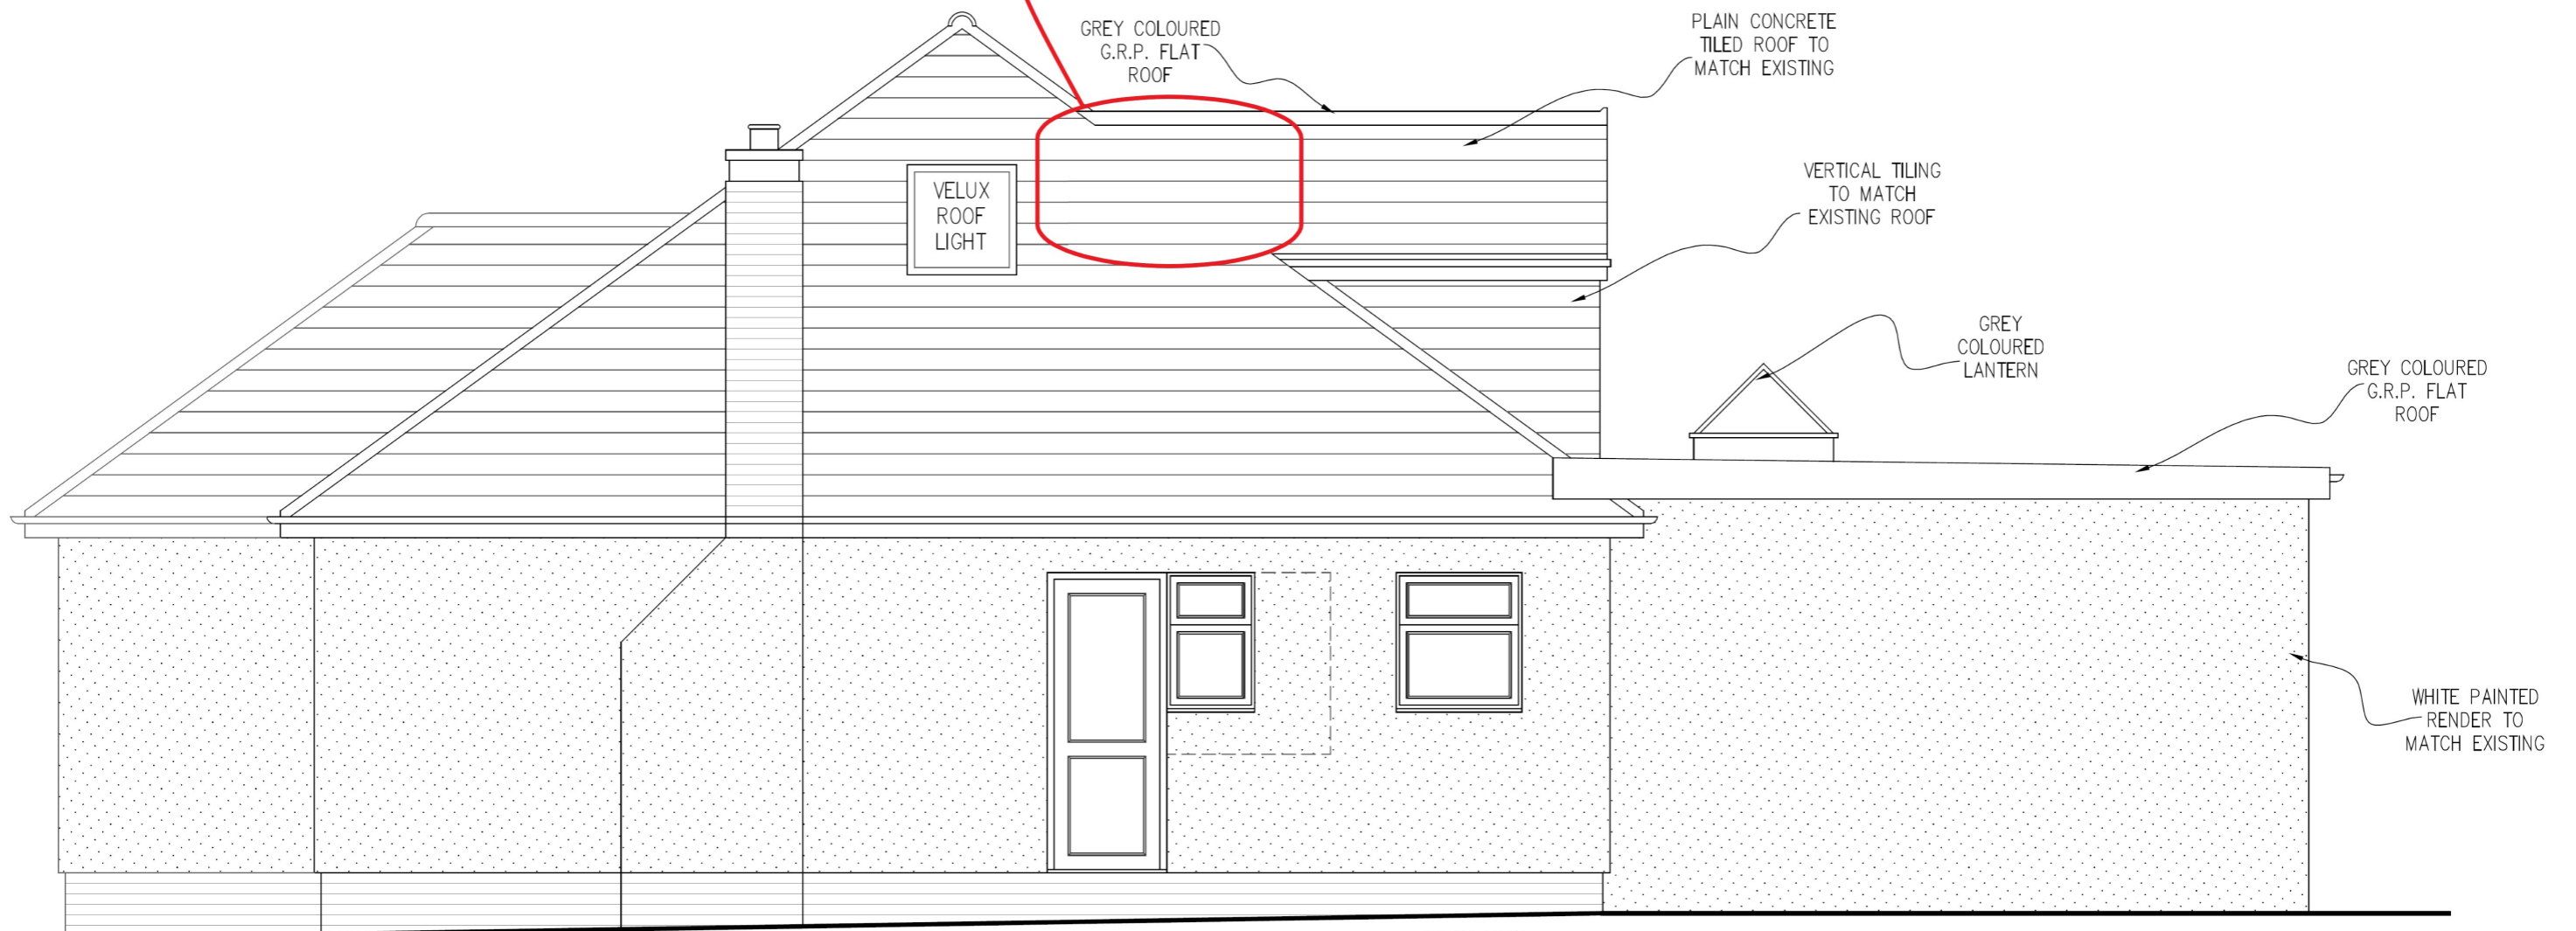 GREY COLOURED
G.R.P. FLAT
ROOF
PLAIN CONCRETE
TILED ROOF TO
MATCH EXISTING
VELUX
ROOF
LIGHT
VERTICAL TILING
TO MATCH
EXISTING ROOF
GREY
COLOURED
LANTERN
GREY COLOURED
G.R.P. FLAT
ROOF
WHITE PAINTED
RENDER TO
MATCH EXISTING